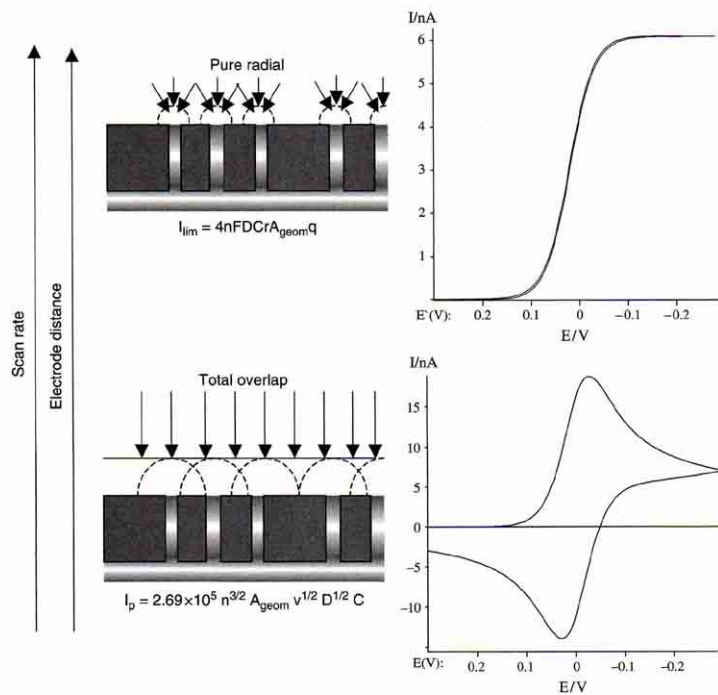 Scan rate
Electrode distance
Pure radial
I_lim = 4nFDCrA_geom q
I/nA
6
5
4
3
2
1
E'(V):
0.2
0.1
0
−0.1
−0.2
E/V
Total overlap
I_p = 2.69×10^5 n^3/2 A_geom v^1/2 D^1/2 C
I/nA
15
10
5
0
−5
−10
E(V):
0.2
0.1
0
−0.1
−0.2
E/V